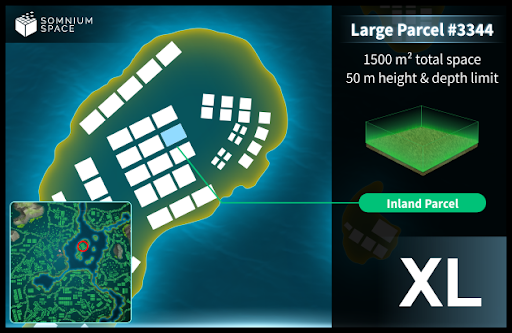 SOMNIUM
SPACE
Large Parcel #3344
1500 m² total space
50 m height & depth limit
Inland Parcel
XL